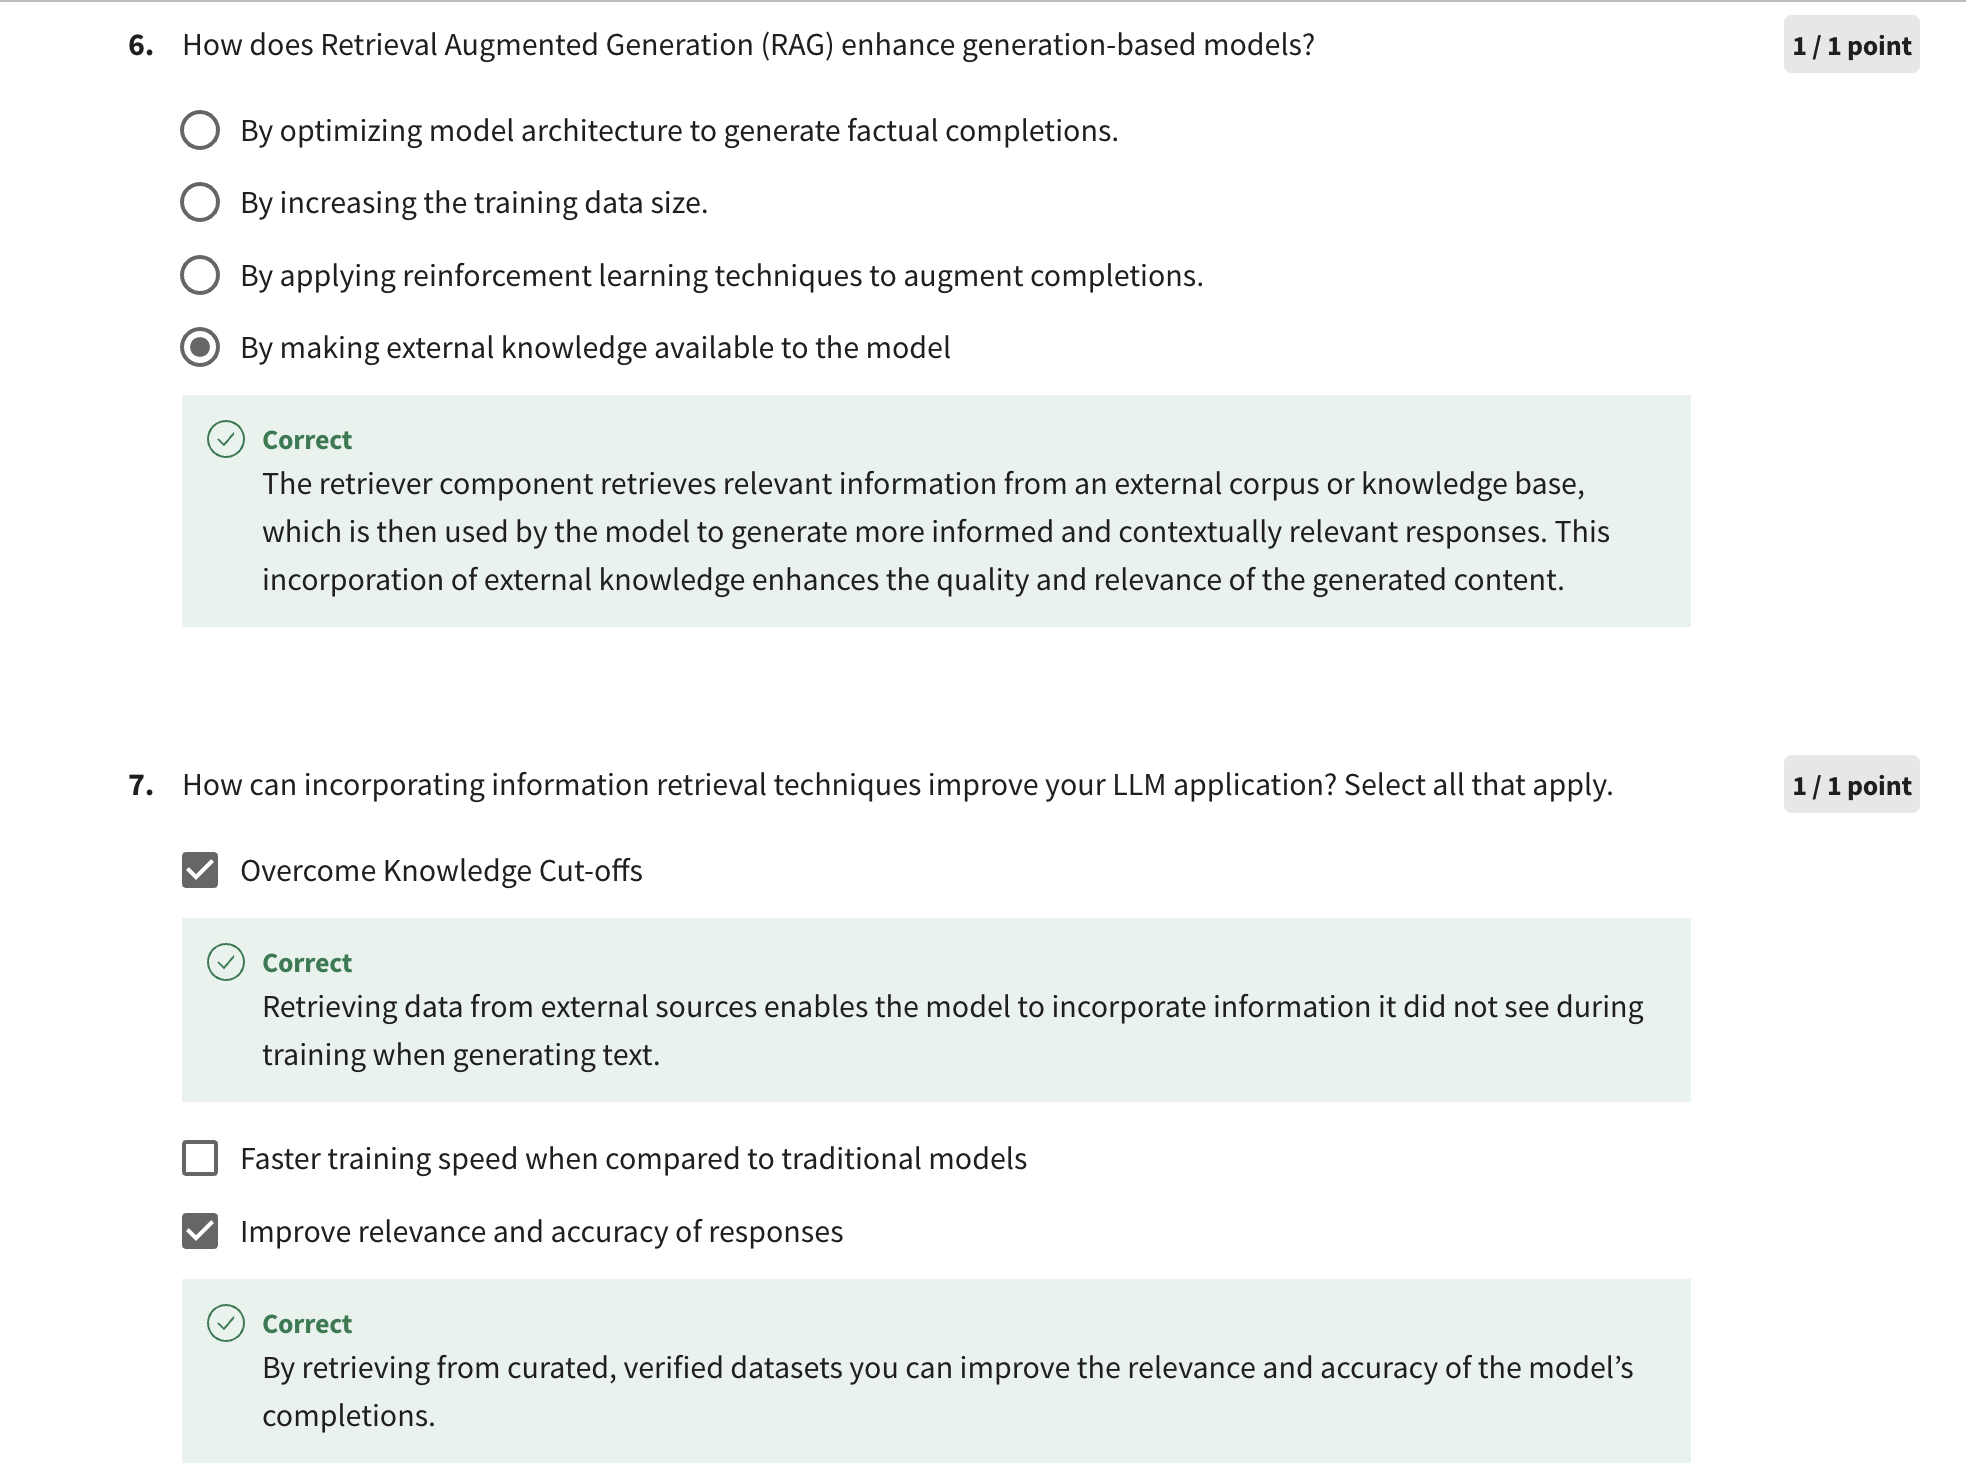 6. How does Retrieval Augmented Generation (RAG) enhance generation-based models?
1 / 1 point
By optimizing model architecture to generate factual completions.
By increasing the training data size.
By applying reinforcement learning techniques to augment completions.
By making external knowledge available to the model
Correct
The retriever component retrieves relevant information from an external corpus or knowledge base,
which is then used by the model to generate more informed and contextually relevant responses. This
incorporation of external knowledge enhances the quality and relevance of the generated content.
7. How can incorporating information retrieval techniques improve your LLM application? Select all that apply.
1 / 1 point
Overcome Knowledge Cut-offs
Correct
Retrieving data from external sources enables the model to incorporate information it did not see during
training when generating text.
Faster training speed when compared to traditional models
Improve relevance and accuracy of responses
Correct
By retrieving from curated, verified datasets you can improve the relevance and accuracy of the model’s
completions.